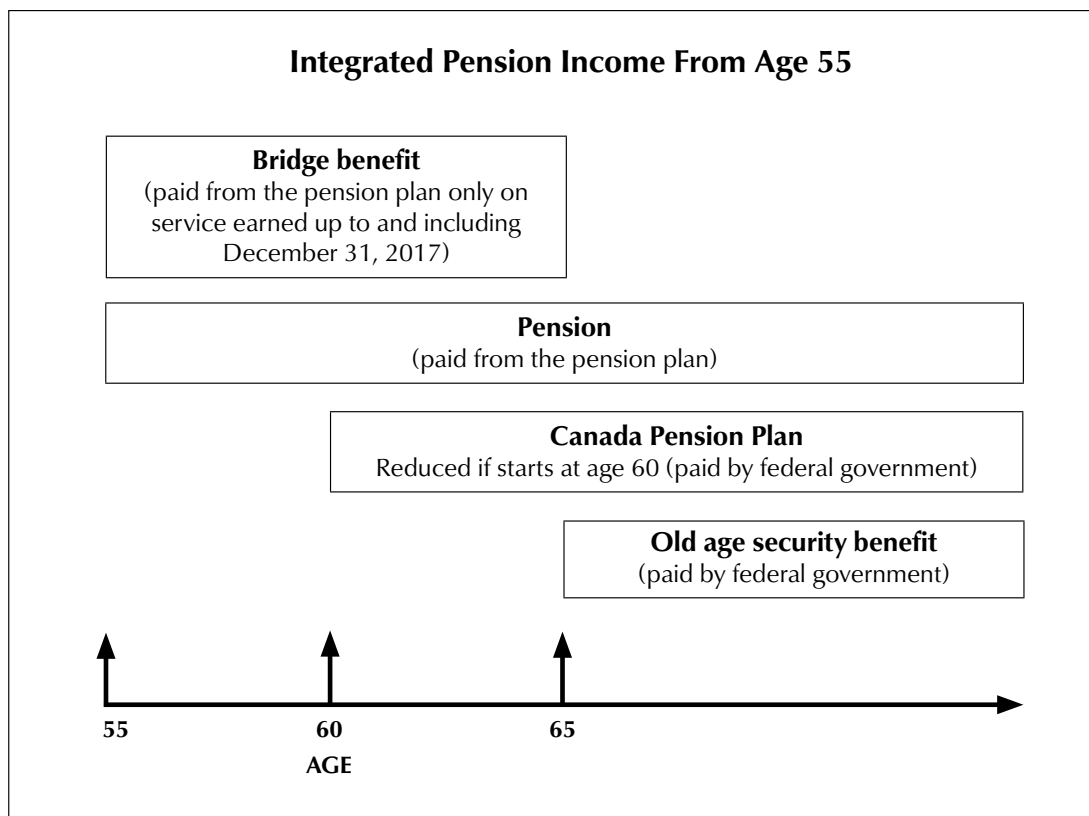 Integrated Pension Income From Age 55
Bridge benefit
(paid from the pension plan only on
service earned up to and including
December 31, 2017)
Pension
(paid from the pension plan)
Canada Pension Plan
Reduced if starts at age 60 (paid by federal government)
Old age security benefit
(paid by federal government)
55
60
65
AGE